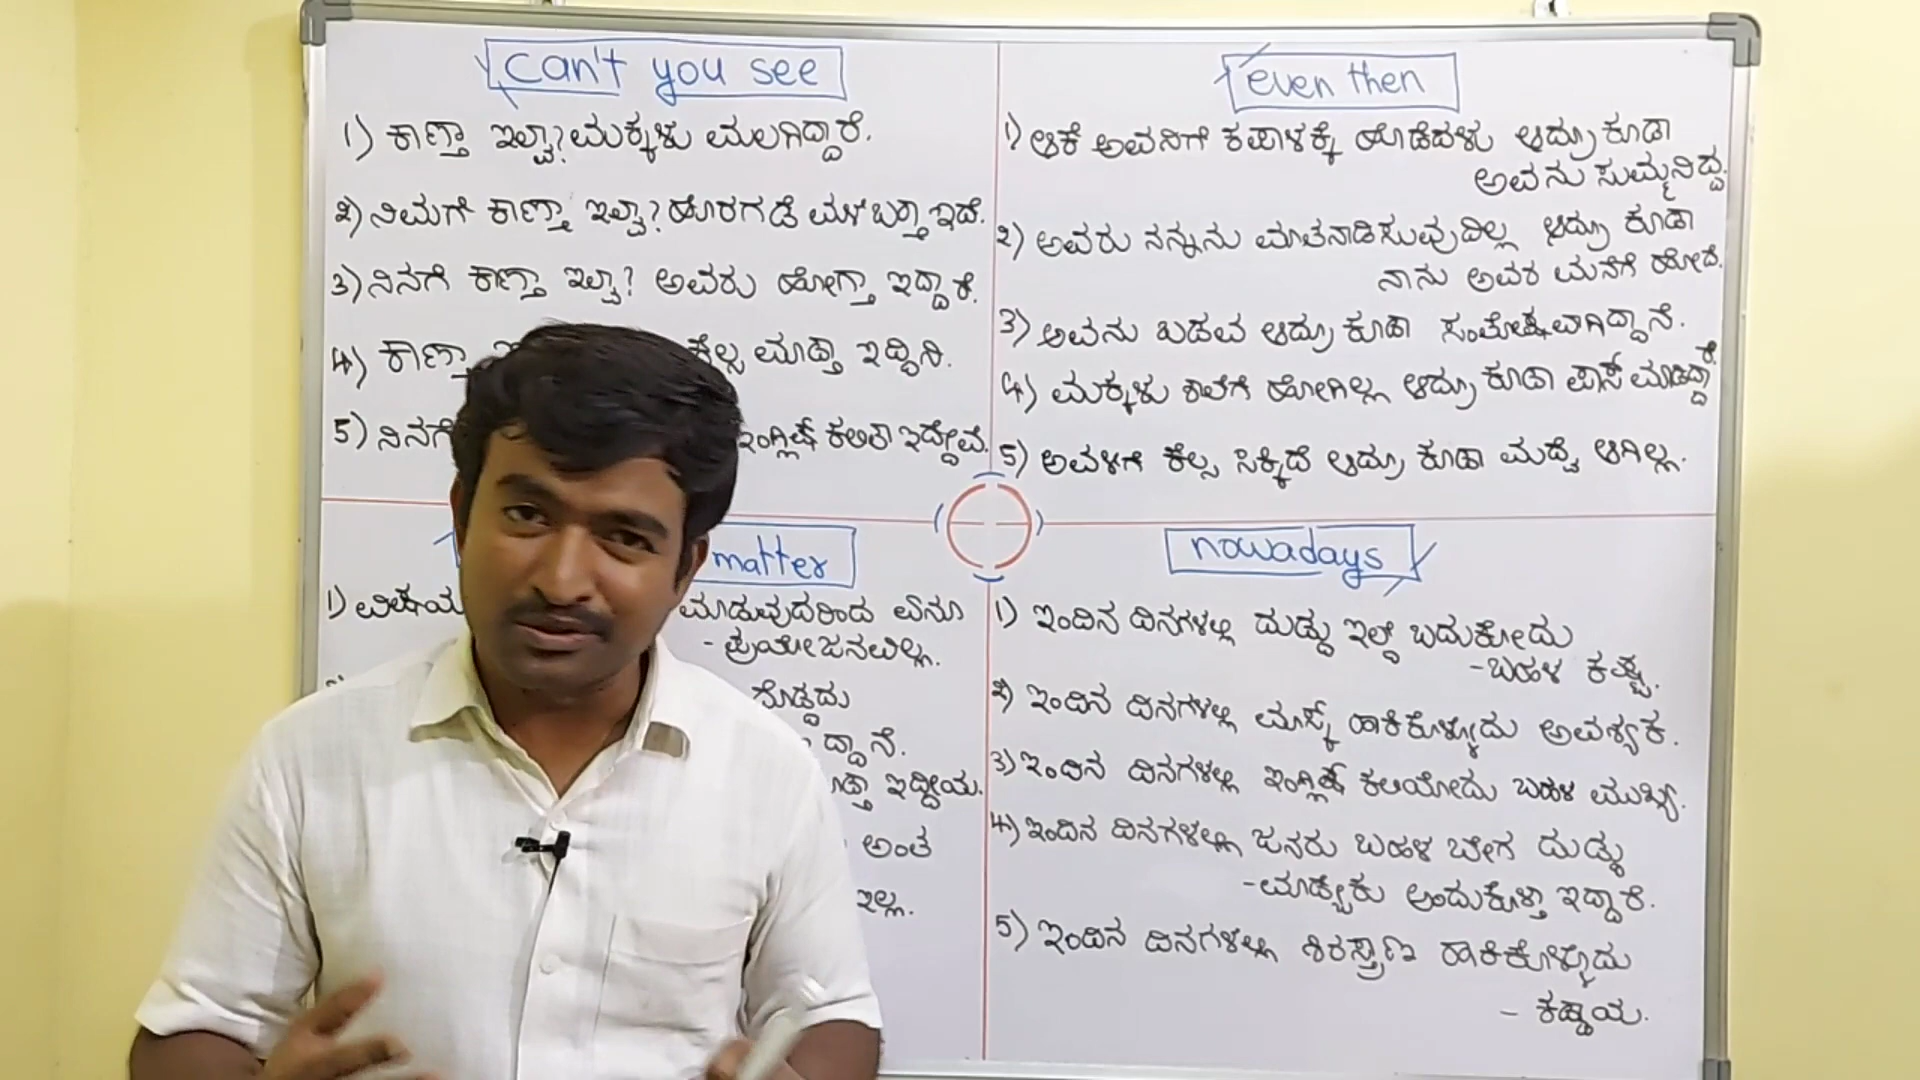 can't you see
1) ಕಾಣ್ತಾ ಇಲ್ವಾ? ಮಕ್ಕಳು ಮಲಗಿದ್ದಾರೆ.
2) ನಿಮಗೆ ಕಾಣ್ತಾ ಇಲ್ವಾ? ಹೊರಗಡೆ ಮಳೆ ಬರ್ತಾ ಇದೆ.
3) ನಿನಗೆ ಕಾಣ್ತಾ ಇಲ್ವಾ? ಅವರು ಹೋಗ್ತಾ ಇದ್ದಾರೆ.
4) ಕಾಣ್ತಾ ಕೆಲ್ಸ ಮಾಡ್ತಾ ಇದ್ದಿನಿ.
5) ನಿನಗೆ ಇಂಗ್ಲಿಷ್ ಕಲಿತಾ ಇದ್ದೇವೆ.
even then
1) ಆಕೆ ಅವನಿಗೆ ಕಪಾಳಕ್ಕೆ ಹೊಡೆದಳು ಆದ್ರು ಕೂಡಾ
ಅವನು ಸುಮ್ಮನಿದ್ದ.
2) ಅವರು ನನ್ನನು ಮಾತನಾಡಿಸುವುದಿಲ್ಲ ಆದ್ರು ಕೂಡಾ
ನಾನು ಅವರ ಮನೆಗೆ ಹೋದೆ.
3) ಅವನು ಬಡವ ಆದ್ರು ಕೂಡಾ ಸಂತೋಷವಾಗಿದ್ದಾನೆ.
4) ಮಕ್ಕಳು ಶಾಲೆಗೆ ಹೋಗಿಲ್ಲ ಆದ್ರು ಕೂಡಾ ಪಾಸ್ ಮಾಡಿದ್ದಾರೆ.
5) ಅವಳಿಗೆ ಕೆಲ್ಸ ಸಿಕ್ಕಿದೆ ಆದ್ರು ಕೂಡಾ ಮದ್ವೆ ಆಗಿಲ್ಲ.
matter
1) ವಿಷಯ ಮಾಡುವುದರಿಂದ ಏನೂ
- ಪ್ರಯೋಜನವಿಲ್ಲ.
ದೊಡ್ಡದು
ದ್ದಾನೆ.
ಇದ್ದೀಯ.
ಅಂತ
ಇಲ್ಲ.
nowadays
1) ಇಂದಿನ ದಿನಗಳಲ್ಲಿ ದುಡ್ಡು ಇಲ್ದೆ ಬದುಕೋದು
- ಬಹಳ ಕಷ್ಟ.
2) ಇಂದಿನ ದಿನಗಳಲ್ಲಿ ಮಾಸ್ಕ್ ಹಾಕಿಕೊಳ್ಳೋದು ಅವಶ್ಯಕ.
3) ಇಂದಿನ ದಿನಗಳಲ್ಲಿ ಇಂಗ್ಲಿಷ್ ಕಲಿಯೋದು ಬಹಳ ಮುಖ್ಯ.
4) ಇಂದಿನ ದಿನಗಳಲ್ಲಿ ಜನರು ಬಹಳ ಬೇಗ ದುಡ್ಡು
- ಮಾಡ್ಬೇಕು ಅಂದುಕೊಳ್ತಾ ಇದ್ದಾರೆ.
5) ಇಂದಿನ ದಿನಗಳಲ್ಲಿ ಶಿರಸ್ತ್ರಾಣ ಹಾಕಿಕೊಳ್ಳೋದು
- ಕಡ್ಡಾಯ.